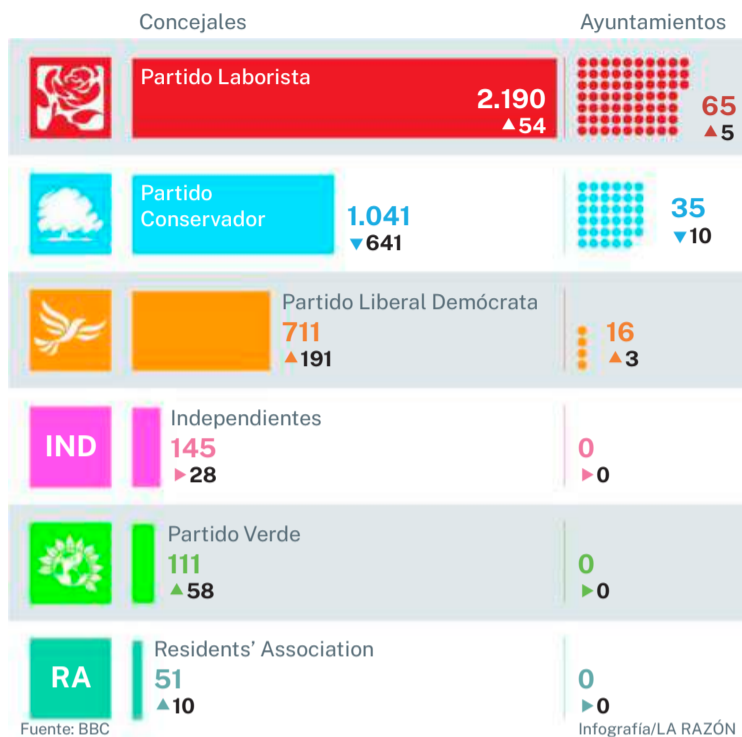 Concejales
Ayuntamientos
Partido Laborista
2.190
▲54
65
▲5
Partido
Conservador
1.041
▼641
35
▼10
Partido Liberal Demócrata
711
▲191
16
▲3
IND
Independientes
145
▶28
0
▶0
Partido Verde
111
▲58
0
▶0
RA
Residents’ Association
51
▲10
0
▶0
Fuente: BBC
Infografía/LA RAZÓN